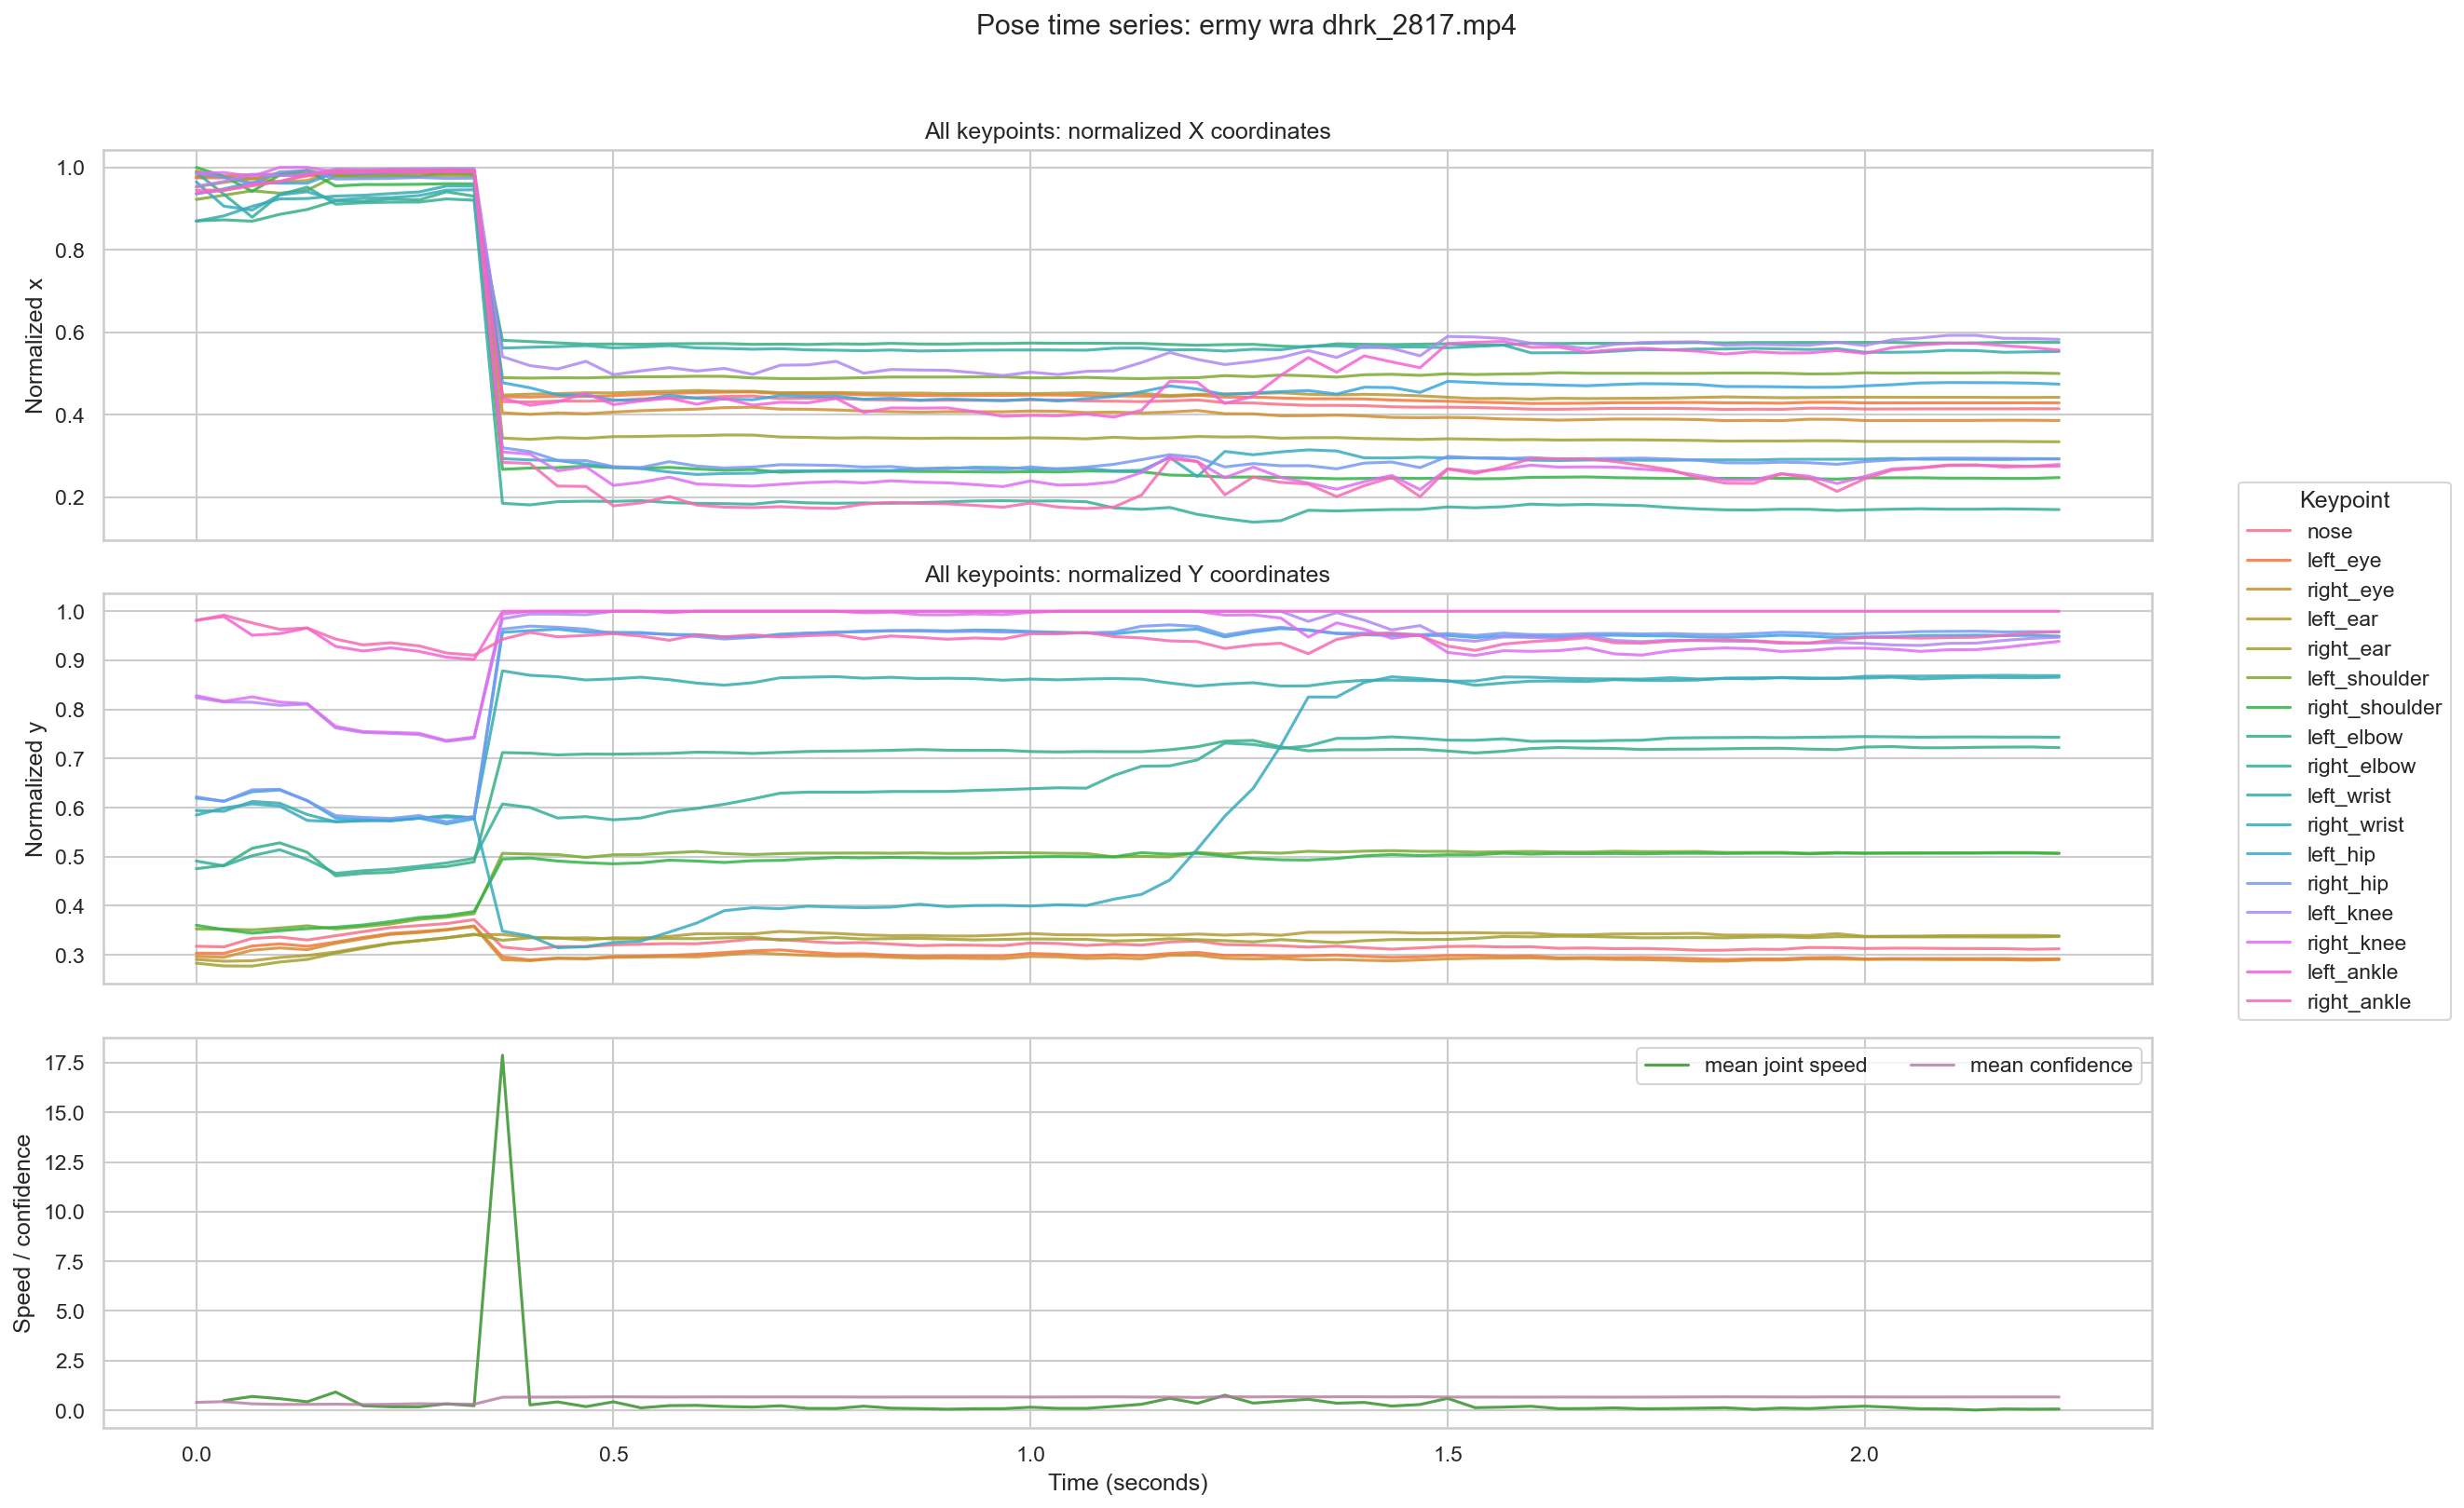 Pose time series: ermy wra dhrk_2817.mp4
All keypoints: normalized X coordinates
Normalized x
1.0
0.8
0.6
0.4
0.2
All keypoints: normalized Y coordinates
Normalized y
1.0
0.9
0.8
0.7
0.6
0.5
0.4
0.3
Keypoint
nose
left_eye
right_eye
left_ear
right_ear
left_shoulder
right_shoulder
left_elbow
right_elbow
left_wrist
right_wrist
left_hip
right_hip
left_knee
right_knee
left_ankle
right_ankle
Speed / confidence
17.5
15.0
12.5
10.0
7.5
5.0
2.5
0.0
mean joint speed mean confidence
0.0 0.5 1.0 1.5 2.0
Time (seconds)